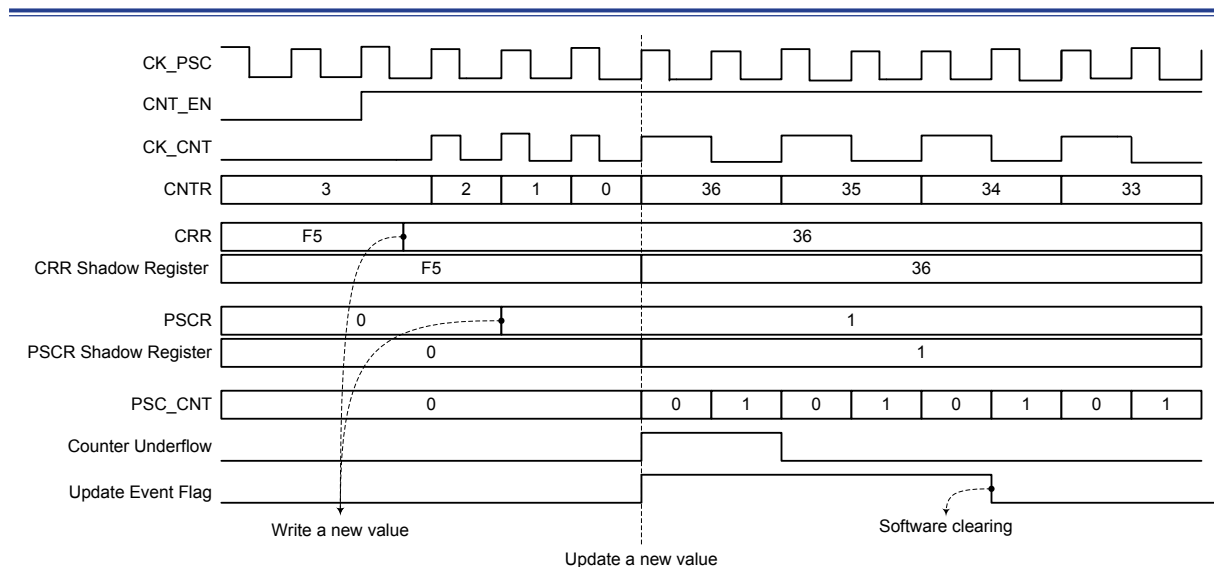 CK_PSC
CNT_EN
CK_CNT
CNTR 3 2 1 0 36 35 34 33
CRR F5 36
CRR Shadow Register F5 36
PSCR 0 1
PSCR Shadow Register 0 1
PSC_CNT 0 0 1 0 1 0 1 0 1
Counter Underflow
Update Event Flag
Write a new value Software clearing
Update a new value